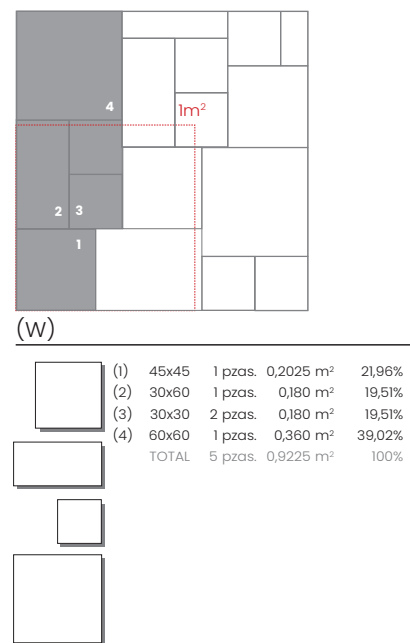 4
1m²
2 3
1
(W)
(1) 45x45 1 pzas. 0,2025 m² 21,96%
(2) 30x60 1 pzas. 0,180 m² 19,51%
(3) 30x30 2 pzas. 0,180 m² 19,51%
(4) 60x60 1 pzas. 0,360 m² 39,02%
TOTAL 5 pzas. 0,9225 m² 100%